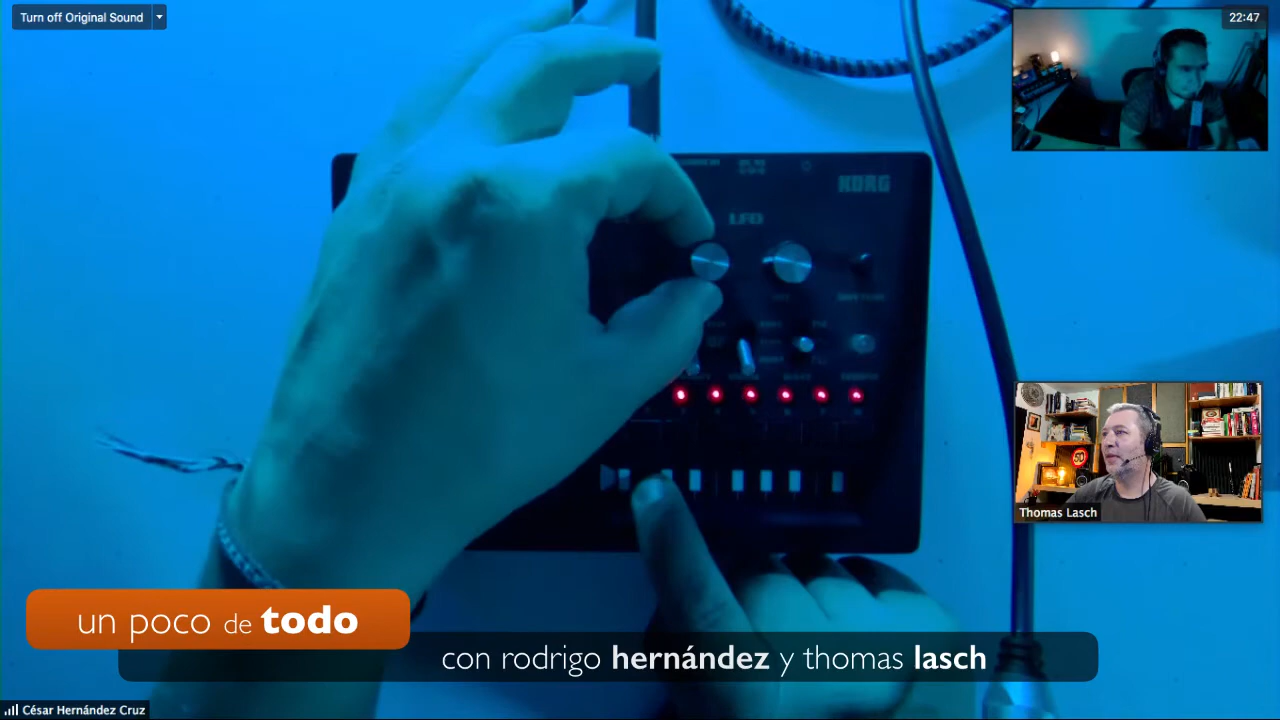 Turn off Original Sound
22:47
KORG
LFO
Thomas Lasch
un poco de todo
con rodrigo hernández y thomas lasch
César Hernández Cruz